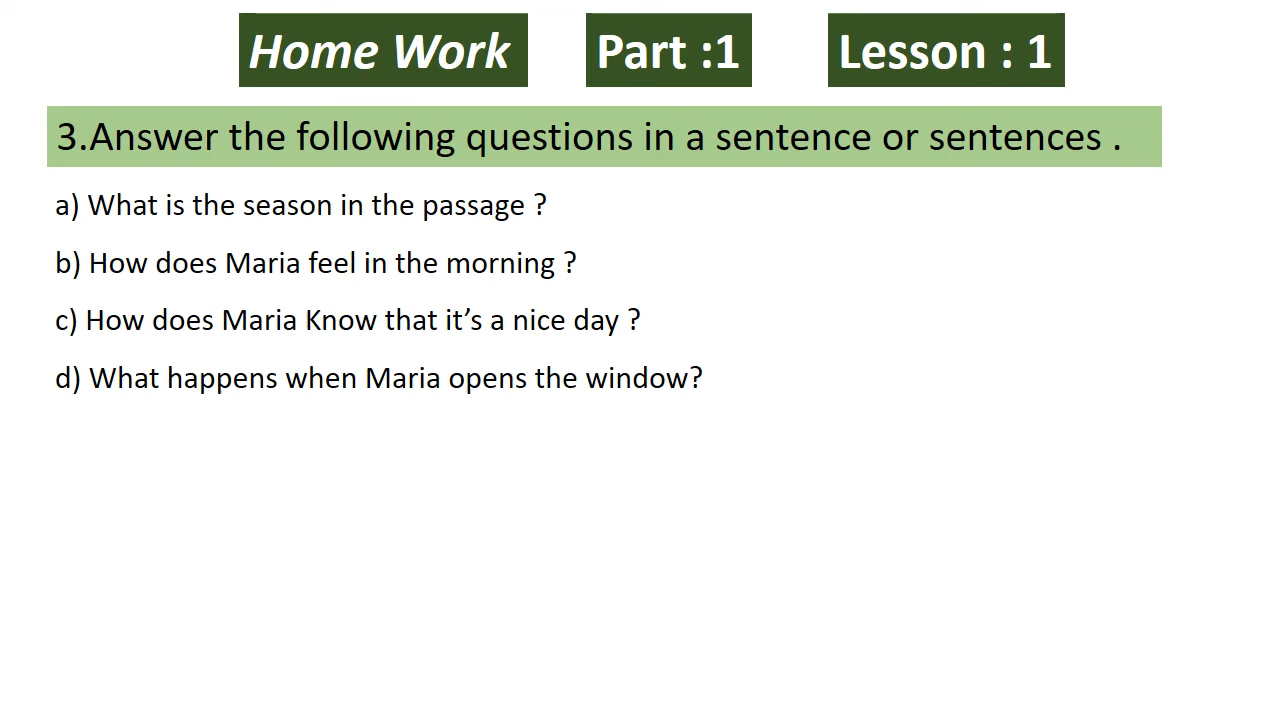 Home Work Part :1 Lesson : 1
3.Answer the following questions in a sentence or sentences .
a) What is the season in the passage ?
b) How does Maria feel in the morning ?
c) How does Maria Know that it’s a nice day ?
d) What happens when Maria opens the window?